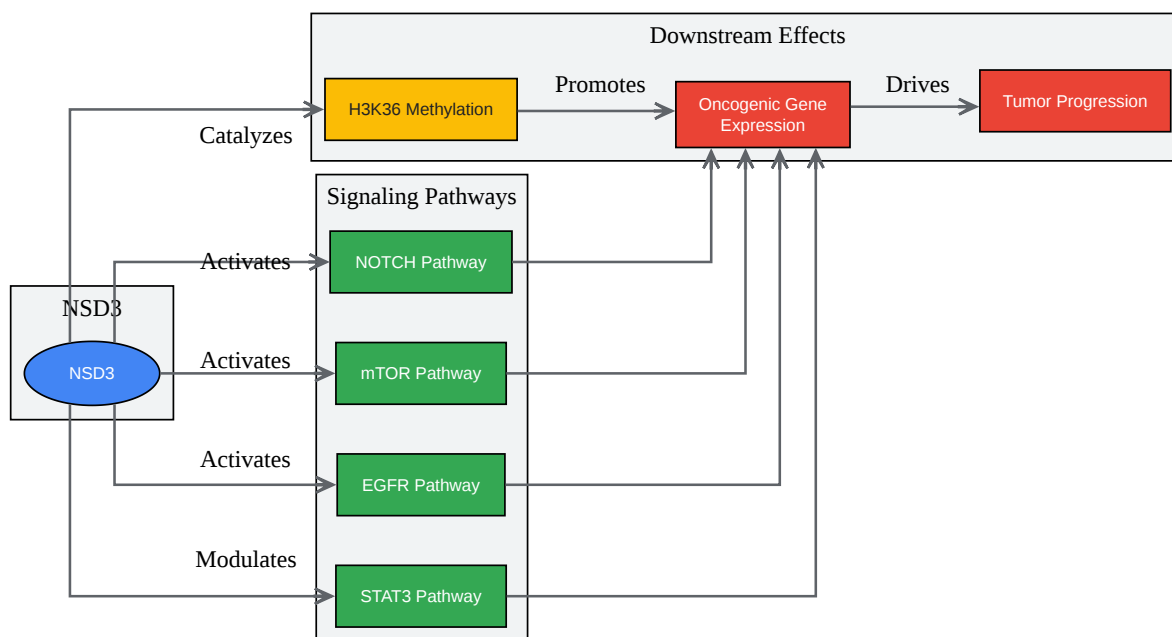 Downstream Effects
H3K36 Methylation
Promotes
Oncogenic Gene
Expression
Drives
Tumor Progression
Catalyzes
Signaling Pathways
Activates
NOTCH Pathway
NSD3
NSD3
Activates
mTOR Pathway
Activates
EGFR Pathway
Modulates
STAT3 Pathway